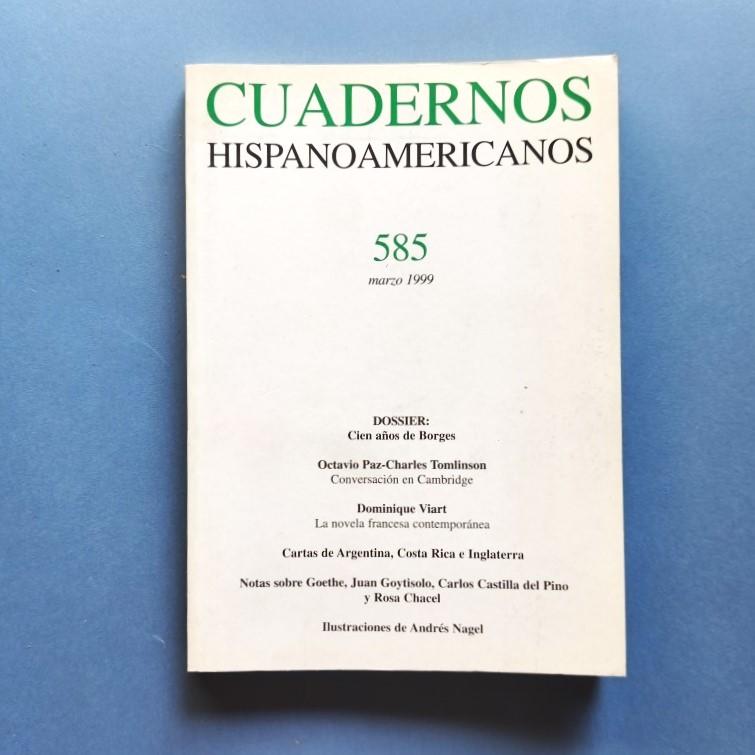 CUADERNOS
HISPANOAMERICANOS
585
marzo 1999
DOSSIER:
Cien años de Borges
Octavio Paz-Charles Tomlinson
Conversación en Cambridge
Dominique Viart
La novela francesa contemporánea
Cartas de Argentina, Costa Rica e Inglaterra
Notas sobre Goethe, Juan Goytisolo, Carlos Castilla del Pino
y Rosa Chacel
Ilustraciones de Andrés Nagel